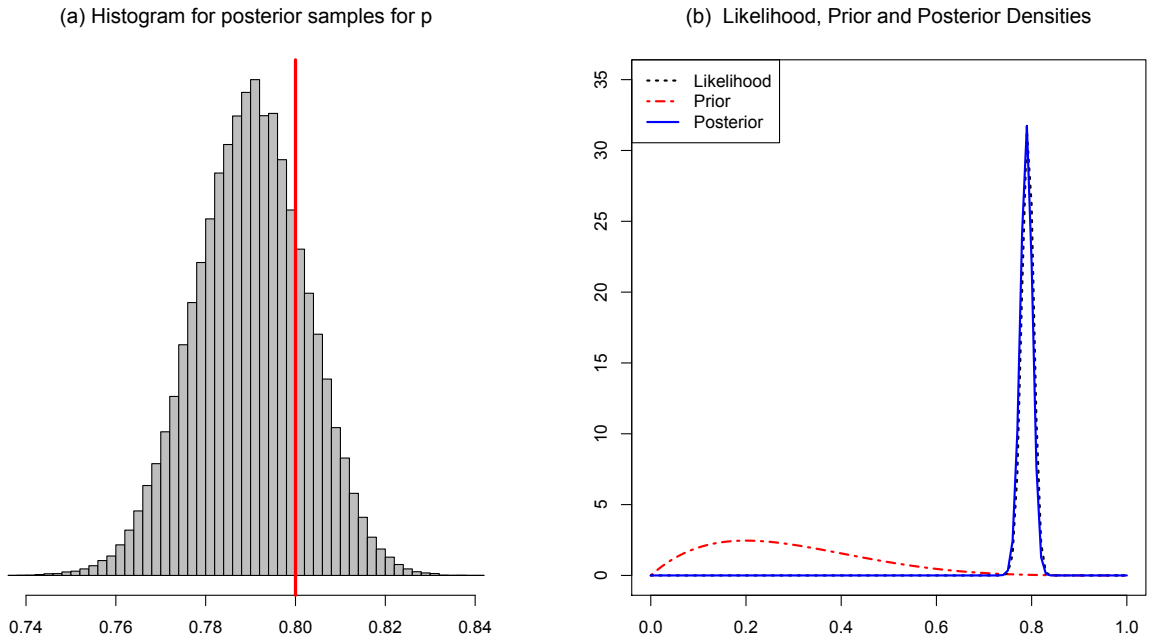 (a) Histogram for posterior samples for p
0.74 0.76 0.78 0.80 0.82 0.84
(b) Likelihood, Prior and Posterior Densities
Likelihood
Prior
Posterior
35
30
25
20
15
10
5
0
0.0 0.2 0.4 0.6 0.8 1.0